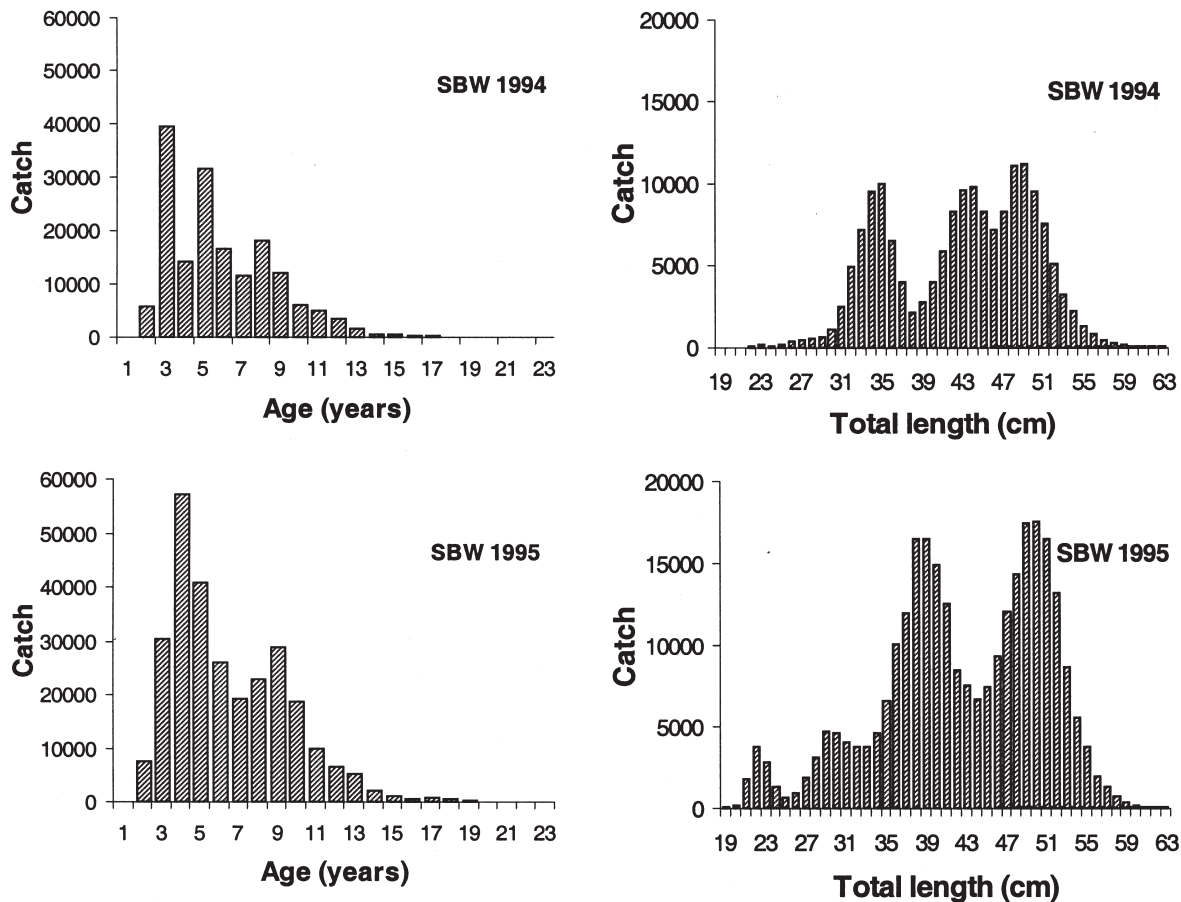 60000
50000
40000
30000
20000
10000
0
Catch
SBW 1994
1 3 5 7 9 11 13 15 17 19 21 23
Age (years)
20000
15000
10000
5000
0
Catch
SBW 1994
19 23 27 31 35 39 43 47 51 55 59 63
Total length (cm)
60000
50000
40000
30000
20000
10000
0
Catch
SBW 1995
1 3 5 7 9 11 13 15 17 19 21 23
Age (years)
20000
15000
10000
5000
0
Catch
SBW 1995
19 23 27 31 35 39 43 47 51 55 59 63
Total length (cm)